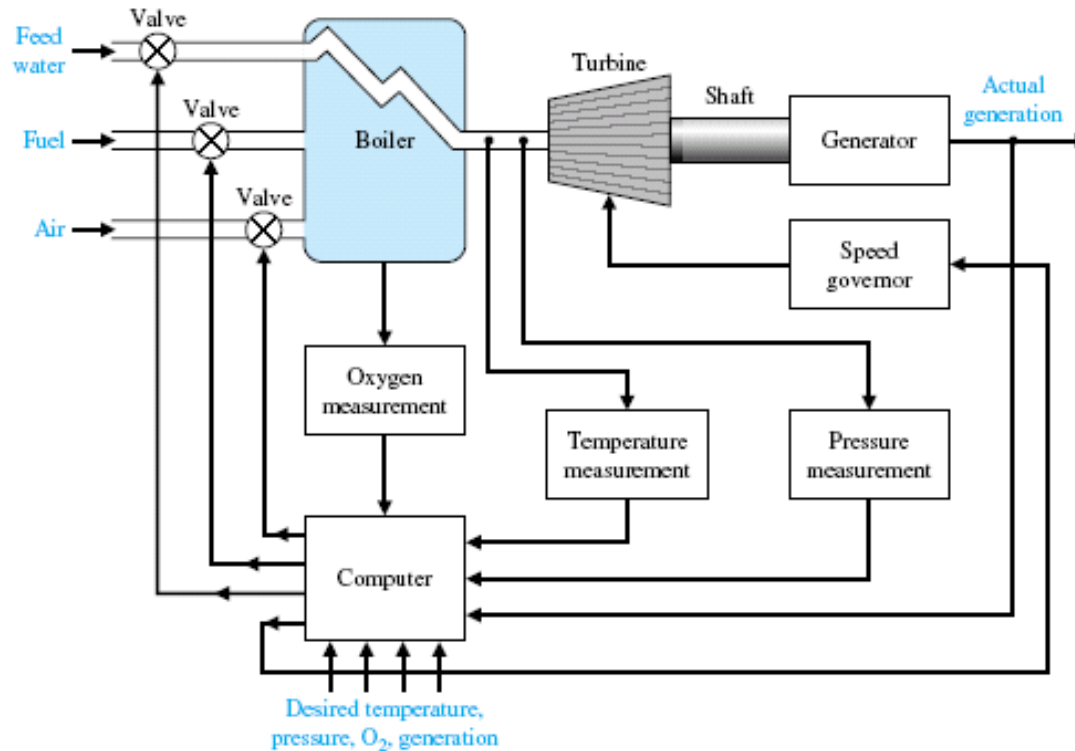 Valve
Feed
water
Turbine
Actual
generation
Shaft
Valve
Fuel
Boiler
Generator
Valve
Air
Speed
governor
Oxygen
measurement
Temperature
measurement
Pressure
measurement
Computer
Desired temperature,
pressure, O₂, generation